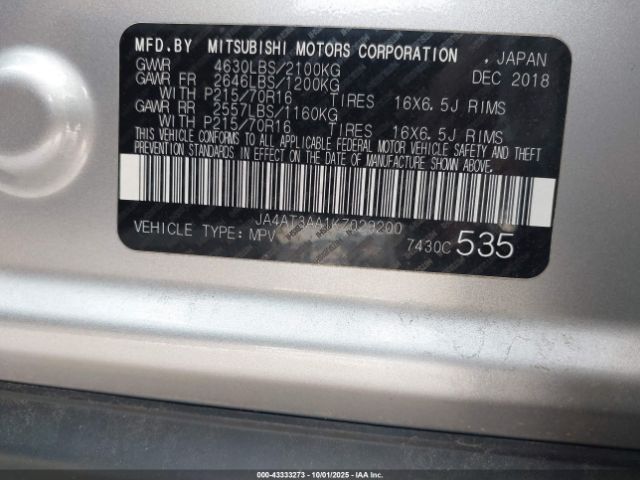 MFD.BY MITSUBISHI MOTORS CORPORATION , JAPAN
GVWR 4630LBS/2100KG DEC 2018
GAWR FR 2646LBS/1200KG
WITH P215/70R16 TIRES 16X6.5J RIMS
GAWR RR 2557LBS/1160KG
WITH P215/70R16 TIRES 16X6.5J RIMS
THIS VEHICLE CONFORMS TO ALL APPLICABLE FEDERAL MOTOR VEHICLE SAFETY AND THEFT
PREVENTION STANDARDS IN EFFECT ON THE DATE OF MANUFACTURE SHOWN ABOVE.
JA4AT3AA1KZ029200
VEHICLE TYPE: MPV 7430C 535
000-43333273 - 10/01/2025 - IAAI.COM